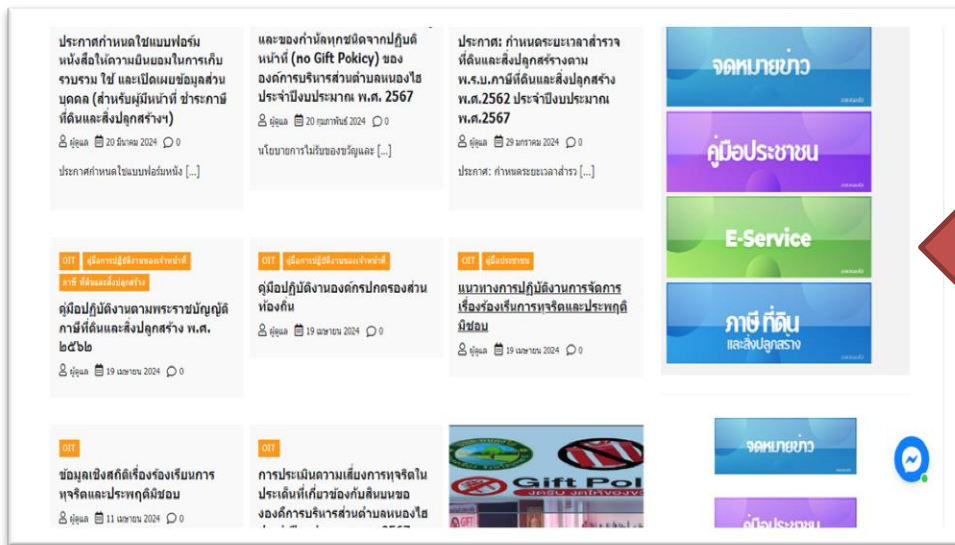 ประกาศกำหนดใช้แบบฟอร์ม
หนังสือให้ความยินยอมในการเก็บ
รวบรวม ใช้ และเปิดเผยข้อมูลส่วน
บุคคล (สำหรับผู้มีหน้าที่ ชำระภาษี
ที่ดินและสิ่งปลูกสร้างฯ)
ผู้ดูแล 20 มีนาคม 2024 0
ประกาศกำหนดใช้แบบฟอร์มหนัง [...]
และของกำนัลทุกชนิดจากปฏิบติ
หน้าที่ (no Gift Pokicy) ของ
องค์การบริหารส่วนตำบลหนองไฮ
ประจำปีงบประมาณ พ.ศ. 2567
ผู้ดูแล 20 กุมภาพันธ์ 2024 0
นโยบายการไม่รับของขวัญและ [...]
ประกาศ: กำหนดระยะเวลาสำรวจ
ที่ดินและสิ่งปลูกสร้างตาม
พ.ร.บ.ภาษีที่ดินและสิ่งปลูกสร้าง
พ.ศ.2562 ประจำปีงบประมาณ
พ.ศ.2567
ผู้ดูแล 29 มกราคม 2024 0
ประกาศ: กำหนดระยะเวลาสำรว [...]
OIT คู่มือการปฏิบัติงานของเจ้าหน้าที่
ภาษี ที่ดินและสิ่งปลูกสร้าง
คู่มือปฏิบัติงานตามพระราชบัญญัติ
ภาษีที่ดินและสิ่งปลูกสร้าง พ.ศ.
๒๕๖๒
ผู้ดูแล 19 เมษายน 2024 0
OIT คู่มือการปฏิบัติงานของเจ้าหน้าที่
คู่มือปฏิบัติงานองค์กรปกครองส่วน
ท้องถิ่น
ผู้ดูแล 19 เมษายน 2024 0
OIT คู่มือประชาชน
แนวทางการปฏิบัติงานการจัดการ
เรื่องร้องเรียนการทุจริตและประพฤติ
มิชอบ
ผู้ดูแล 19 เมษายน 2024 0
OIT
ข้อมูลเชิงสถิติเรื่องร้องเรียนการ
ทุจริตและประพฤติมิชอบ
ผู้ดูแล 11 เมษายน 2024 0
OIT
การประเมินความเสี่ยงการทุจริตใน
ประเด็นที่เกี่ยวข้องกับสินบนขอ
งองค์การบริหารส่วนตำบลหนองไฮ
Gift Pol
จดหมายข่าว
คู่มือประชาชน
E-Service
ภาษี ที่ดิน
และสิ่งปลูกสร้าง
จดหมายข่าว
คู่มือประชาชน